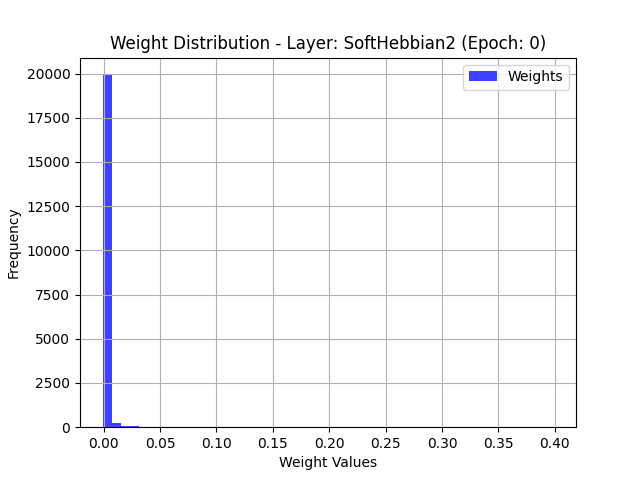 Weight Distribution - Layer: SoftHebbian2 (Epoch: 0)
Weights
20000
17500
15000
12500
10000
7500
5000
2500
0
Frequency
0.00 0.05 0.10 0.15 0.20 0.25 0.30 0.35 0.40
Weight Values